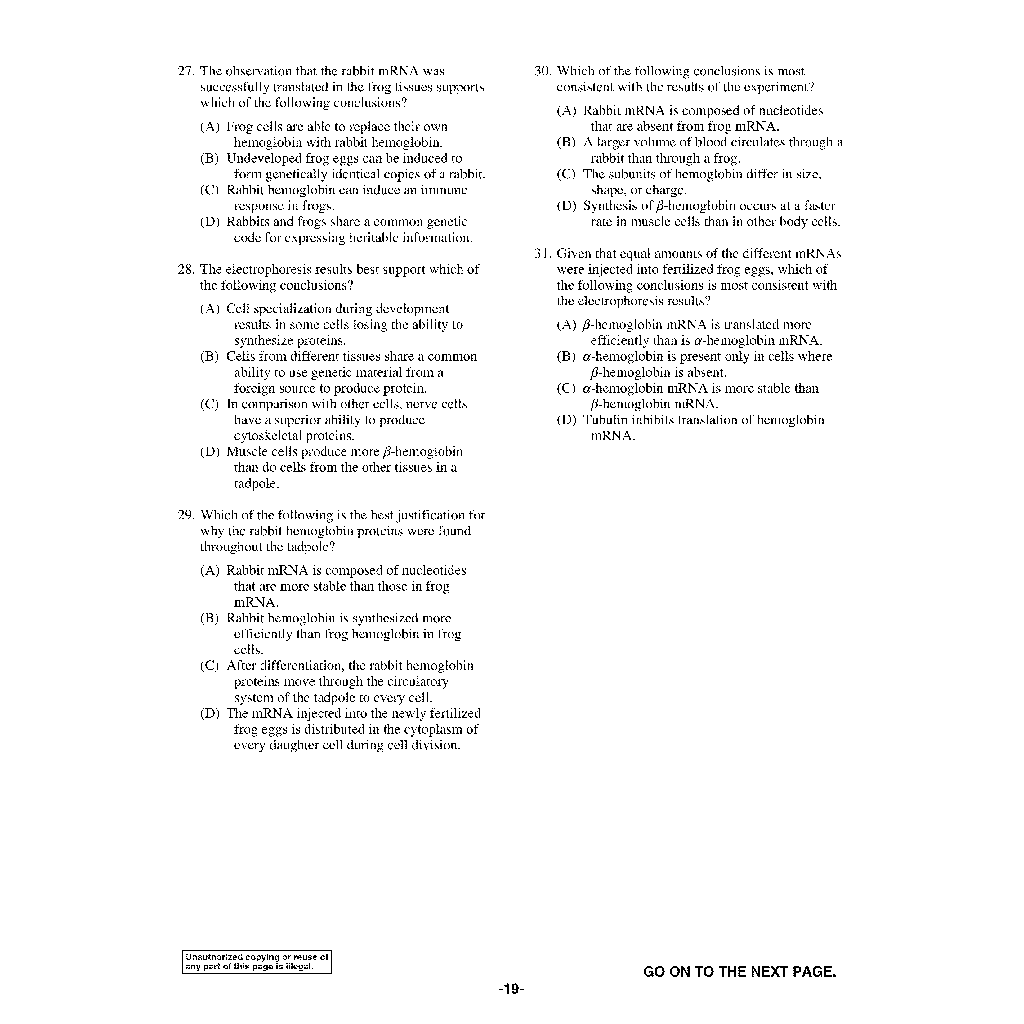 27. The observation that the rabbit mRNA was
successfully translated in the frog tissues supports
which of the following conclusions?
(A) Frog cells are able to replace their own
hemoglobin with rabbit hemoglobin.
(B) Undeveloped frog eggs can be induced to
form genetically identical copies of a rabbit.
(C) Rabbit hemoglobin can induce an immune
response in frogs.
(D) Rabbits and frogs share a common genetic
code for expressing heritable information.
28. The electrophoresis results best support which of
the following conclusions?
(A) Cell specialization during development
results in some cells losing the ability to
synthesize proteins.
(B) Cells from different tissues share a common
ability to use genetic material from a
foreign source to produce protein.
(C) In comparison with other cells, nerve cells
have a superior ability to produce
cytoskeletal proteins.
(D) Muscle cells produce more β-hemoglobin
than do cells from the other tissues in a
tadpole.
29. Which of the following is the best justification for
why the rabbit hemoglobin proteins were found
throughout the tadpole?
(A) Rabbit mRNA is composed of nucleotides
that are more stable than those in frog
mRNA.
(B) Rabbit hemoglobin is synthesized more
efficiently than frog hemoglobin in frog
cells.
(C) After differentiation, the rabbit hemoglobin
proteins move through the circulatory
system of the tadpole to every cell.
(D) The mRNA injected into the newly fertilized
frog eggs is distributed in the cytoplasm of
every daughter cell during cell division.
30. Which of the following conclusions is most
consistent with the results of the experiment?
(A) Rabbit mRNA is composed of nucleotides
that are absent from frog mRNA.
(B) A larger volume of blood circulates through a
rabbit than through a frog.
(C) The subunits of hemoglobin differ in size,
shape, or charge.
(D) Synthesis of β-hemoglobin occurs at a faster
rate in muscle cells than in other body cells.
31. Given that equal amounts of the different mRNAs
were injected into fertilized frog eggs, which of
the following conclusions is most consistent with
the electrophoresis results?
(A) β-hemoglobin mRNA is translated more
efficiently than is α-hemoglobin mRNA.
(B) α-hemoglobin is present only in cells where
β-hemoglobin is absent.
(C) α-hemoglobin mRNA is more stable than
β-hemoglobin mRNA.
(D) Tubulin inhibits translation of hemoglobin
mRNA.
Unauthorized copying or reuse of
any part of this page is illegal.
GO ON TO THE NEXT PAGE.
-19-